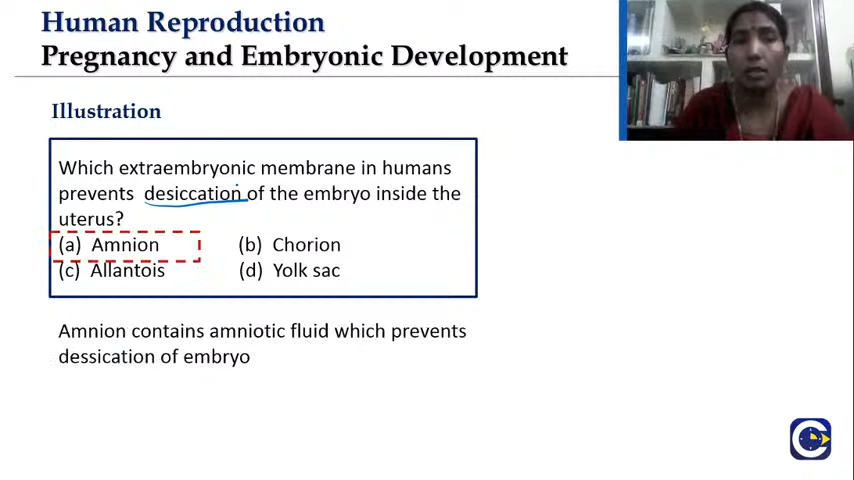 Human Reproduction
Pregnancy and Embryonic Development
Illustration
Which extraembryonic membrane in humans
prevents desiccation of the embryo inside the
uterus?
(a) Amnion (b) Chorion
(c) Allantois (d) Yolk sac
Amnion contains amniotic fluid which prevents
dessication of embryo